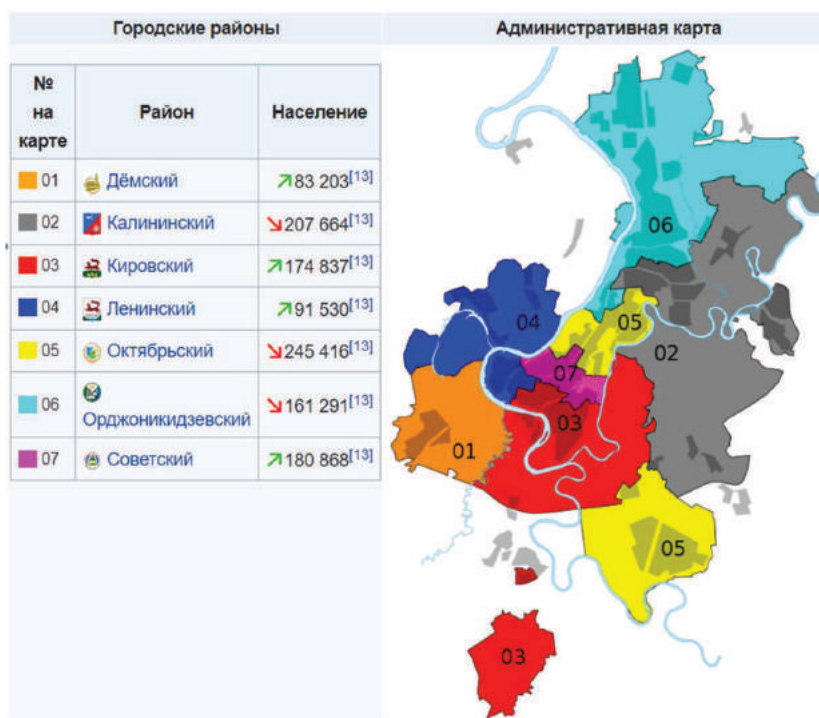 Городские районы
Административная карта
№
на
карте
Район
Население
01 Дёмский 83 203[13]
02 Калининский 207 664[13]
03 Кировский 174 837[13]
04 Ленинский 91 530[13]
05 Октябрьский 245 416[13]
06 Орджоникидзевский 161 291[13]
07 Советский 180 868[13]
06
04
05
02
07
03
01
05
03